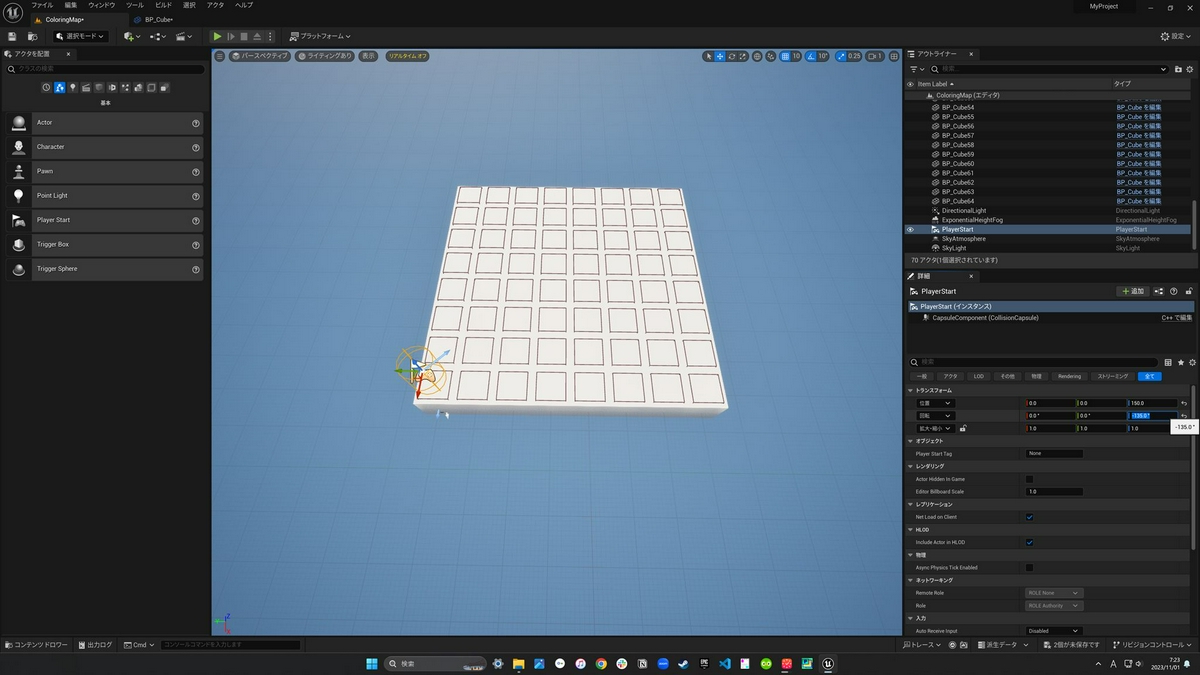 ファイル 編集 ウィンドウ ツール ビルド 選択 アクタ ヘルプ
MyProject
ColoringMap*
BP_Cube*
選択モード
プラットフォーム
設定
アクタを配置
クラスの検索
基本
Actor
Character
Pawn
Point Light
Player Start
Trigger Box
Trigger Sphere
パースペクティブ
ライティングあり
表示
リアルタイム オフ
10
10°
0.25
1
アウトライナー
検索
Item Label
タイプ
ColoringMap (エディタ)
BP_Cube54 BP_Cube を編集
BP_Cube55 BP_Cube を編集
BP_Cube56 BP_Cube を編集
BP_Cube57 BP_Cube を編集
BP_Cube58 BP_Cube を編集
BP_Cube59 BP_Cube を編集
BP_Cube60 BP_Cube を編集
BP_Cube61 BP_Cube を編集
BP_Cube62 BP_Cube を編集
BP_Cube63 BP_Cube を編集
BP_Cube64 BP_Cube を編集
DirectionalLight DirectionalLight
ExponentialHeightFog ExponentialHeightFog
PlayerStart PlayerStart
SkyAtmosphere SkyAtmosphere
SkyLight SkyLight
70 アクタ(1個選択されています)
詳細
PlayerStart
追加
PlayerStart (インスタンス)
CapsuleComponent (CollisionCapsule) C++ で編集
検索
一般 アクタ LOD その他 物理 Rendering ストリーミング 全て
トランスフォーム
位置 0.0 0.0 150.0
回転 0.0 ° 0.0 ° -135.0 °
-135.0 °
拡大・縮小 1.0 1.0 1.0
オブジェクト
Player Start Tag None
レンダリング
Actor Hidden In Game
Editor Billboard Scale 1.0
レプリケーション
Net Load on Client
HLOD
Include Actor in HLOD
物理
Async Physics Tick Enabled
ネットワーキング
Remote Role ROLE None
Role ROLE Authority
入力
Auto Receive Input Disabled
コンテンツ ドロワー
出力ログ
Cmd
コンソールコマンドを入力します
トレース
派生データ
2個が未保存です
リビジョンコントロール
検索
A
7:23
2023/11/01